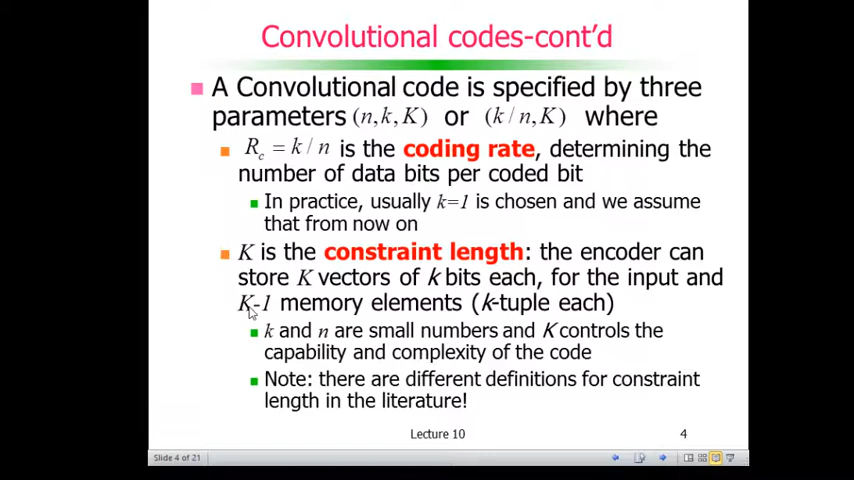 Convolutional codes-cont'd
A Convolutional code is specified by three
parameters (n,k,K) or (k/n,K) where
R_c = k/n is the coding rate, determining the
number of data bits per coded bit
In practice, usually k=1 is chosen and we assume
that from now on
K is the constraint length: the encoder can
store K vectors of k bits each, for the input and
K-1 memory elements (k-tuple each)
k and n are small numbers and K controls the
capability and complexity of the code
Note: there are different definitions for constraint
length in the literature!
Lecture 10
4
Slide 4 of 21